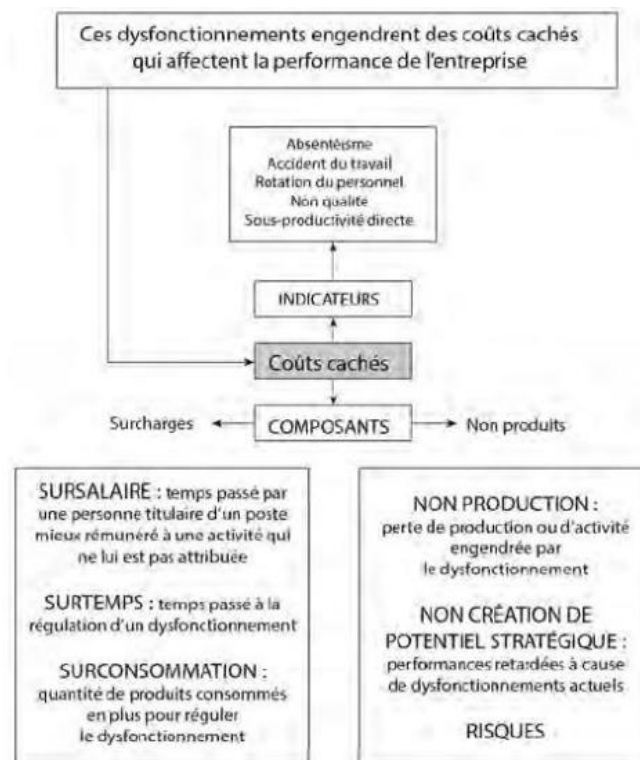 Ces dysfonctionnements engendrent des coûts cachés
qui affectent la performance de l'entreprise
Absentéisme
Accident du travail
Rotation du personnel
Non qualité
Sous-productivité directe
INDICATEURS
Coûts cachés
Surcharges
COMPOSANTS
Non produits
SURSALAIRE : temps passé par
une personne titulaire d'un poste
mieux rémunéré à une activité qui
ne lui est pas attribuée
SURTEMPS : temps passé à la
régulation d'un dysfonctionnement
SURCONSOMMATION :
quantité de produits consommés
en plus pour réguler
le dysfonctionnement
NON PRODUCTION :
perte de production ou d'activité
engendrée par
le dysfonctionnement
NON CRÉATION DE
POTENTIEL STRATÉGIQUE :
performances retardées à cause
de dysfonctionnements actuels
RISQUES